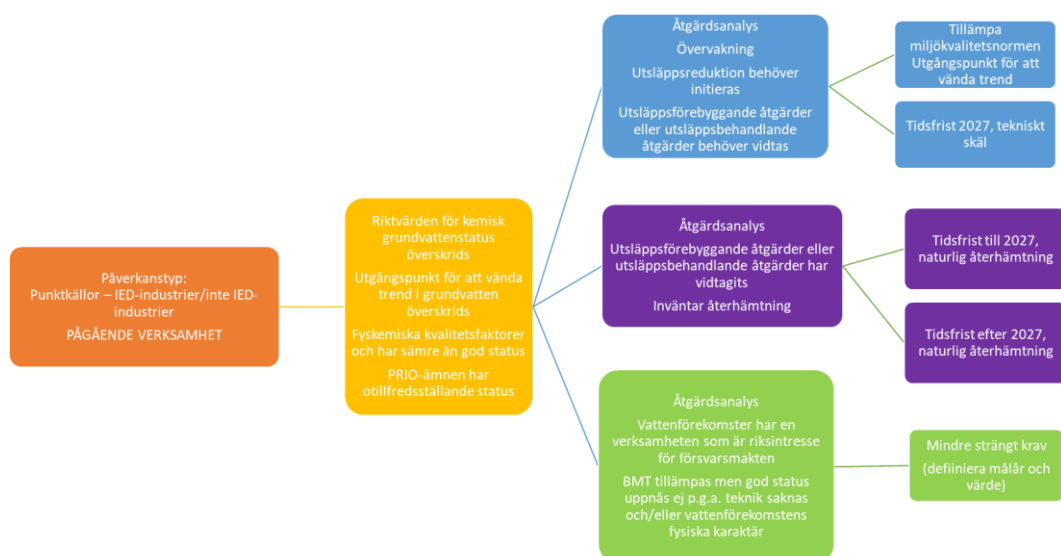 Påverkanstyp:
Punktkällor – IED-industrier/inte IED-
industrier
PÅGÅENDE VERKSAMHET
Riktvärden för kemisk
grundvattenstatus
överskrids
Utgångspunkt för att vända
trend i grundvatten
överskrids
Fyskemiska kvalitetsfaktorer
och har sämre än god status
PRIO-ämnen har
otillfredsställande status
Åtgärdsanalys
Övervakning
Utsläppsreduktion behöver
initieras
Utsläppsförebyggande åtgärder
eller utsläppsbehandlande
åtgärder behöver vidtas
Tillämpa
miljökvalitetsnormen
Utgångspunkt för att
vända trend
Tidsfrist 2027, tekniskt
skäl
Åtgärdsanalys
Utsläppsförebyggande åtgärder eller
utsläppsbehandlande åtgärder har
vidtagits
Inväntar återhämtning
Tidsfrist till 2027,
naturlig återhämtning
Tidsfrist efter 2027,
naturlig återhämtning
Åtgärdsanalys
Vattenförekomster har en
verksamheten som är riksintresse
för försvarsmakten
BMT tillämpas men god status
uppnås ej p.g.a. teknik saknas
och/eller vattenförekomstens
fysiska karaktär
Mindre strängt krav
(defiiniera målår och
värde)